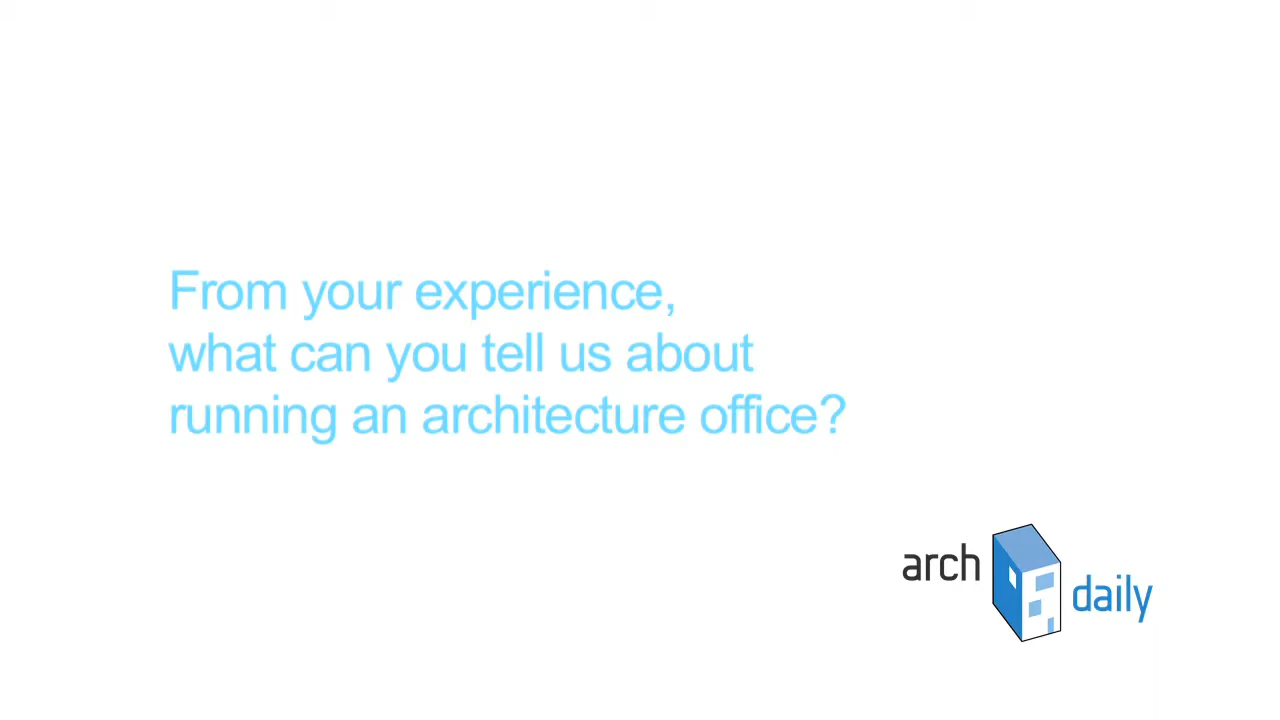 From your experience,
what can you tell us about
running an architecture office?
arch
daily